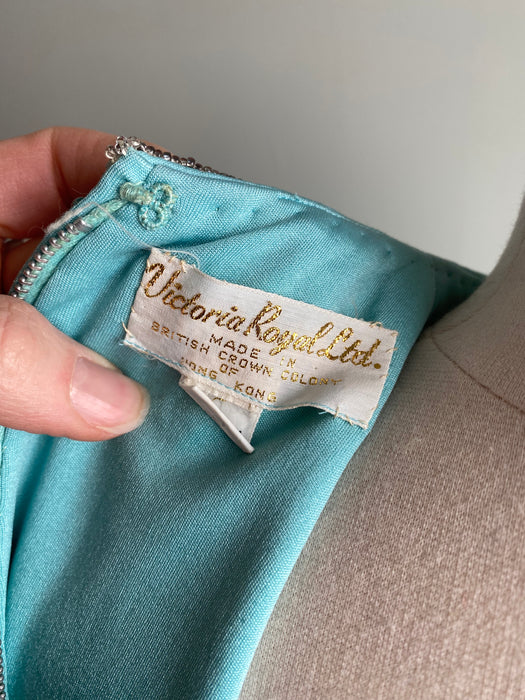 Victoria Royal Ltd.
MADE IN
BRITISH CROWN COLONY
OF
HONG KONG